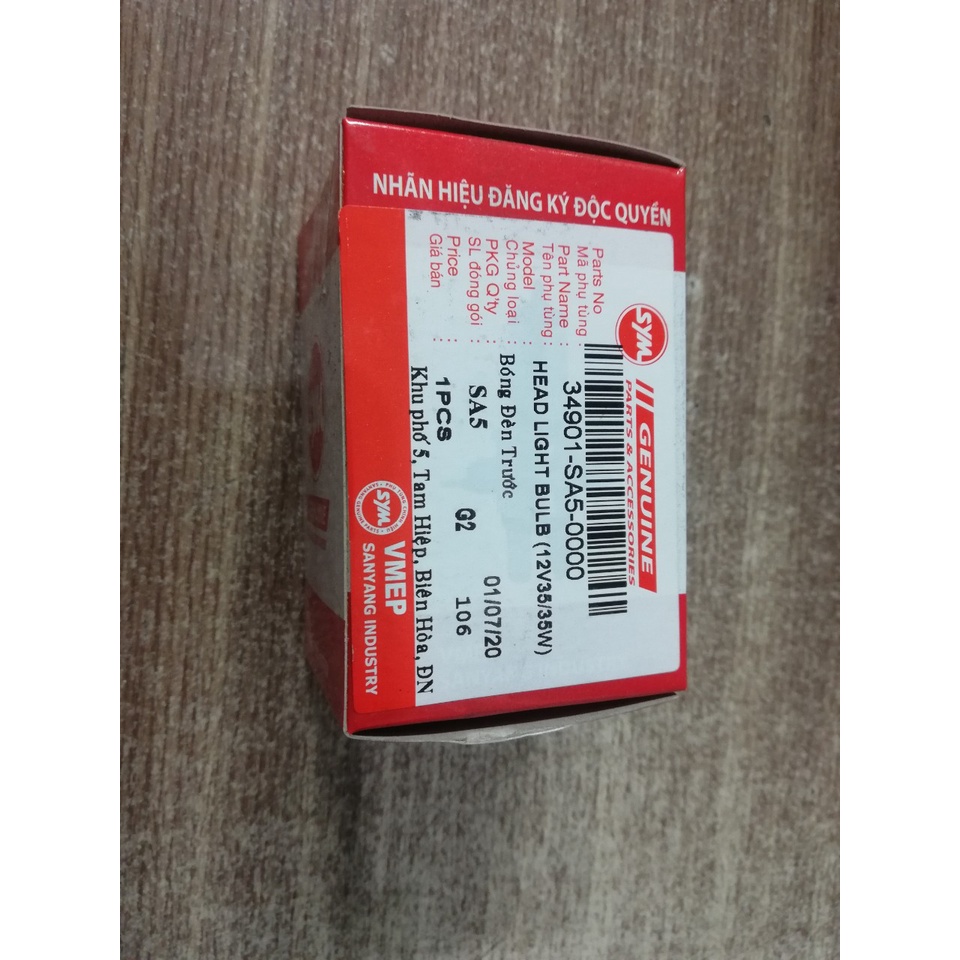 NHÃN HIỆU ĐĂNG KÝ ĐỘC QUYỀN
SYM
GENUINE
PARTS & ACCESSORIES
Parts No
Mã phụ tùng :
34901-SA5-0000
Part Name
Tên phụ tùng :
HEAD LIGHT BULB (12V35/35W)
Model
Chủng loại :
Bóng Đèn Trước
01/07/20
PKG Q'ty :
SL đóng gói :
SA5 G2 106
Price :
Giá bán :
1PCS
Khu phố 5, Tam Hiệp, Biên Hòa, ĐN
SYM
VMEP
SANYANG INDUSTRY